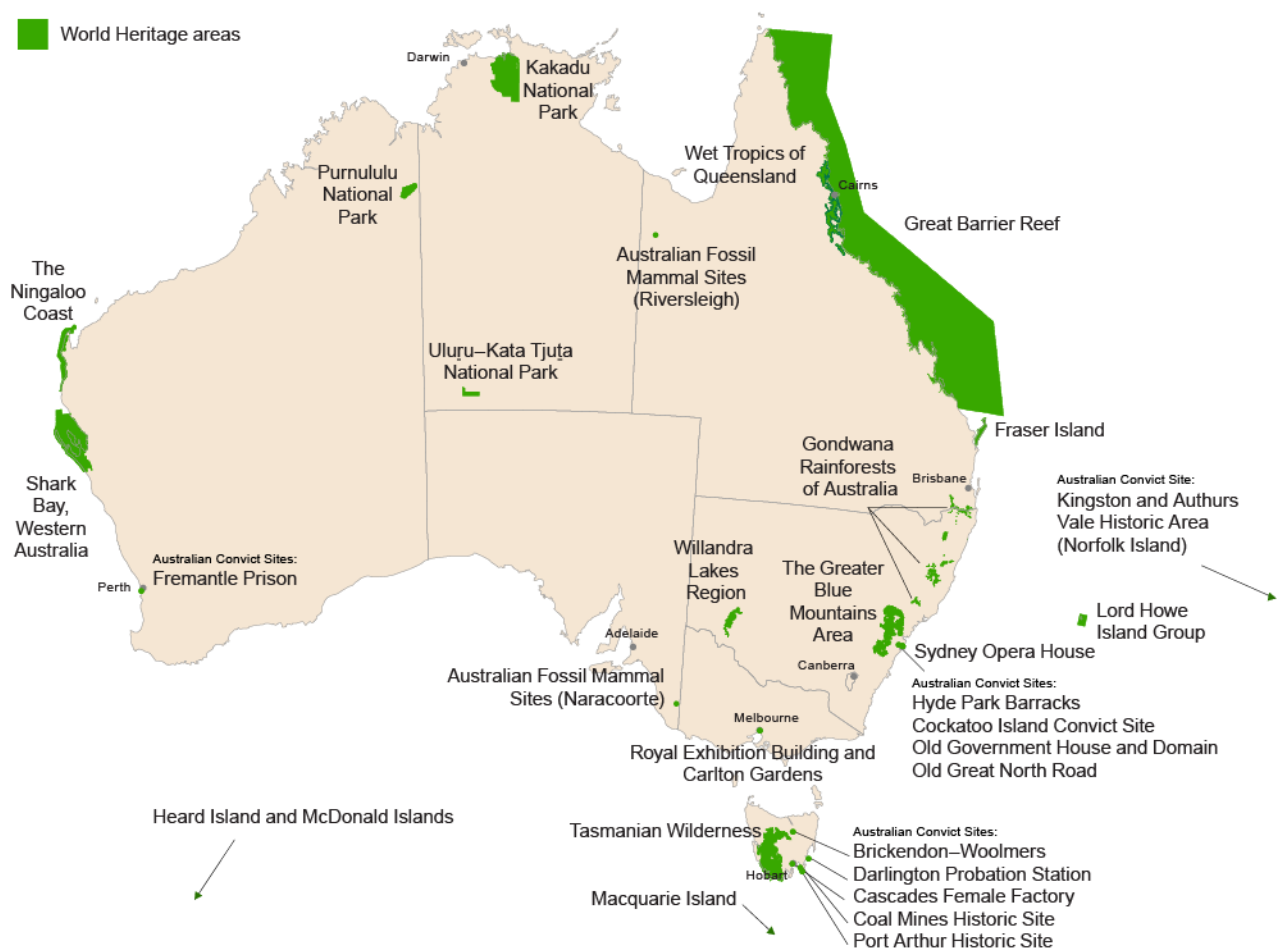 World Heritage areas
Darwin
Kakadu
National
Park
Wet Tropics of
Queensland
Cairns
Purnululu
National
Park
Great Barrier Reef
Australian Fossil
Mammal Sites
(Riversleigh)
The
Ningaloo
Coast
Uluṟu–Kata Tjuṯa
National Park
Fraser Island
Gondwana
Rainforests
of Australia
Brisbane
Shark
Bay,
Western
Australia
Australian Convict Site:
Kingston and Authurs
Vale Historic Area
(Norfolk Island)
Perth
Australian Convict Sites:
Fremantle Prison
Willandra
Lakes
Region
The Greater
Blue
Mountains
Area
Lord Howe
Island Group
Adelaide
Sydney Opera House
Canberra
Australian Fossil Mammal
Sites (Naracoorte)
Australian Convict Sites:
Hyde Park Barracks
Cockatoo Island Convict Site
Old Government House and Domain
Old Great North Road
Melbourne
Royal Exhibition Building and
Carlton Gardens
Heard Island and McDonald Islands
Tasmanian Wilderness
Hobart
Australian Convict Sites:
Brickendon–Woolmers
Darlington Probation Station
Cascades Female Factory
Coal Mines Historic Site
Port Arthur Historic Site
Macquarie Island